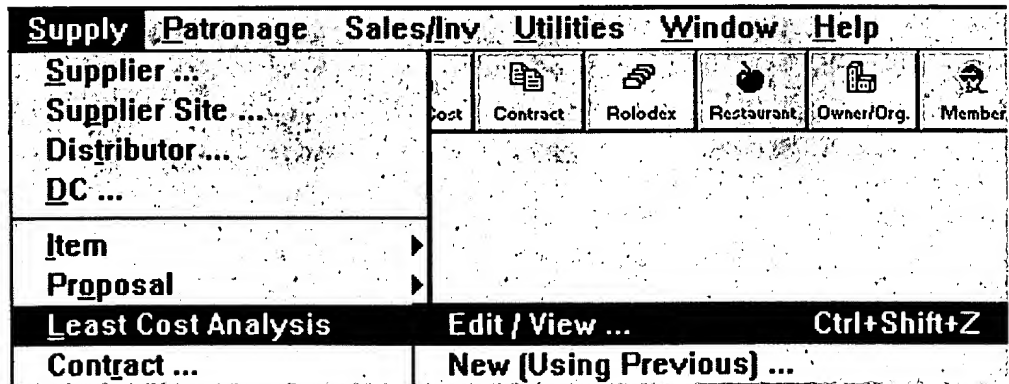 Supply Patronage Sales/Inv Utilities Window Help
Supplier ...
Supplier Site ...
Distributor ...
DC ...
Item
Proposal
Least Cost Analysis
Contract ...
Cost Contract Rolodex Restaurant Owner/Org. Member
Edit / View ... Ctrl+Shift+Z
New (Using Previous) ...